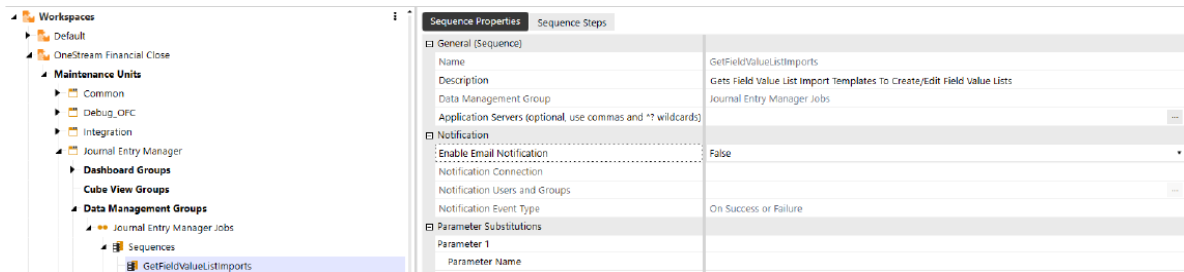 Workspaces
Default
OneStream Financial Close
Maintenance Units
Common
Debug_OFC
Integration
Journal Entry Manager
Dashboard Groups
Cube View Groups
Data Management Groups
Journal Entry Manager Jobs
Sequences
GetFieldValueListImports
Sequence Properties Sequence Steps
General (Sequence)
Name GetFieldValueListImports
Description Gets Field Value List Import Templates To Create/Edit Field Value Lists
Data Management Group Journal Entry Manager Jobs
Application Servers (optional, use commas and *? wildcards) ...
Notification
Enable Email Notification False
Notification Connection
Notification Users and Groups ...
Notification Event Type On Success or Failure
Parameter Substitutions
Parameter 1
Parameter Name